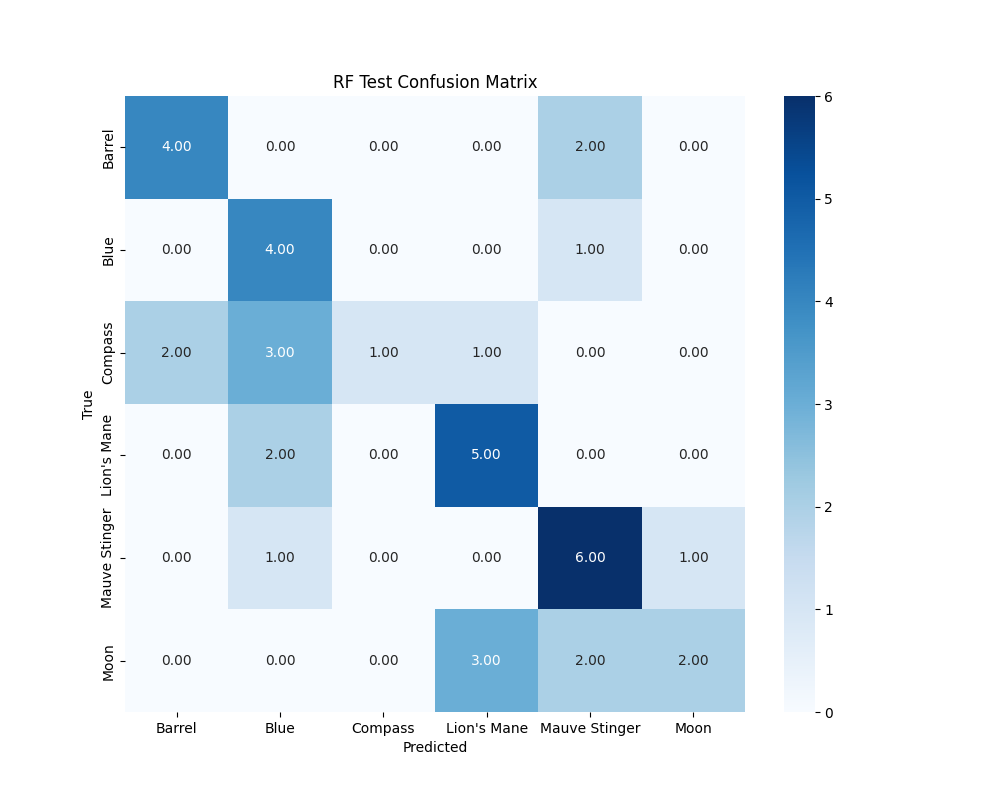 RF Test Confusion Matrix
6
Barrel 4.00 0.00 0.00 0.00 2.00 0.00
5
Blue 0.00 4.00 0.00 0.00 1.00 0.00
4
Compass 2.00 3.00 1.00 1.00 0.00 0.00
3
True
Lion's Mane 0.00 2.00 0.00 5.00 0.00 0.00
2
Mauve Stinger 0.00 1.00 0.00 0.00 6.00 1.00
1
Moon 0.00 0.00 0.00 3.00 2.00 2.00
0
Barrel Blue Compass Lion's Mane Mauve Stinger Moon
Predicted